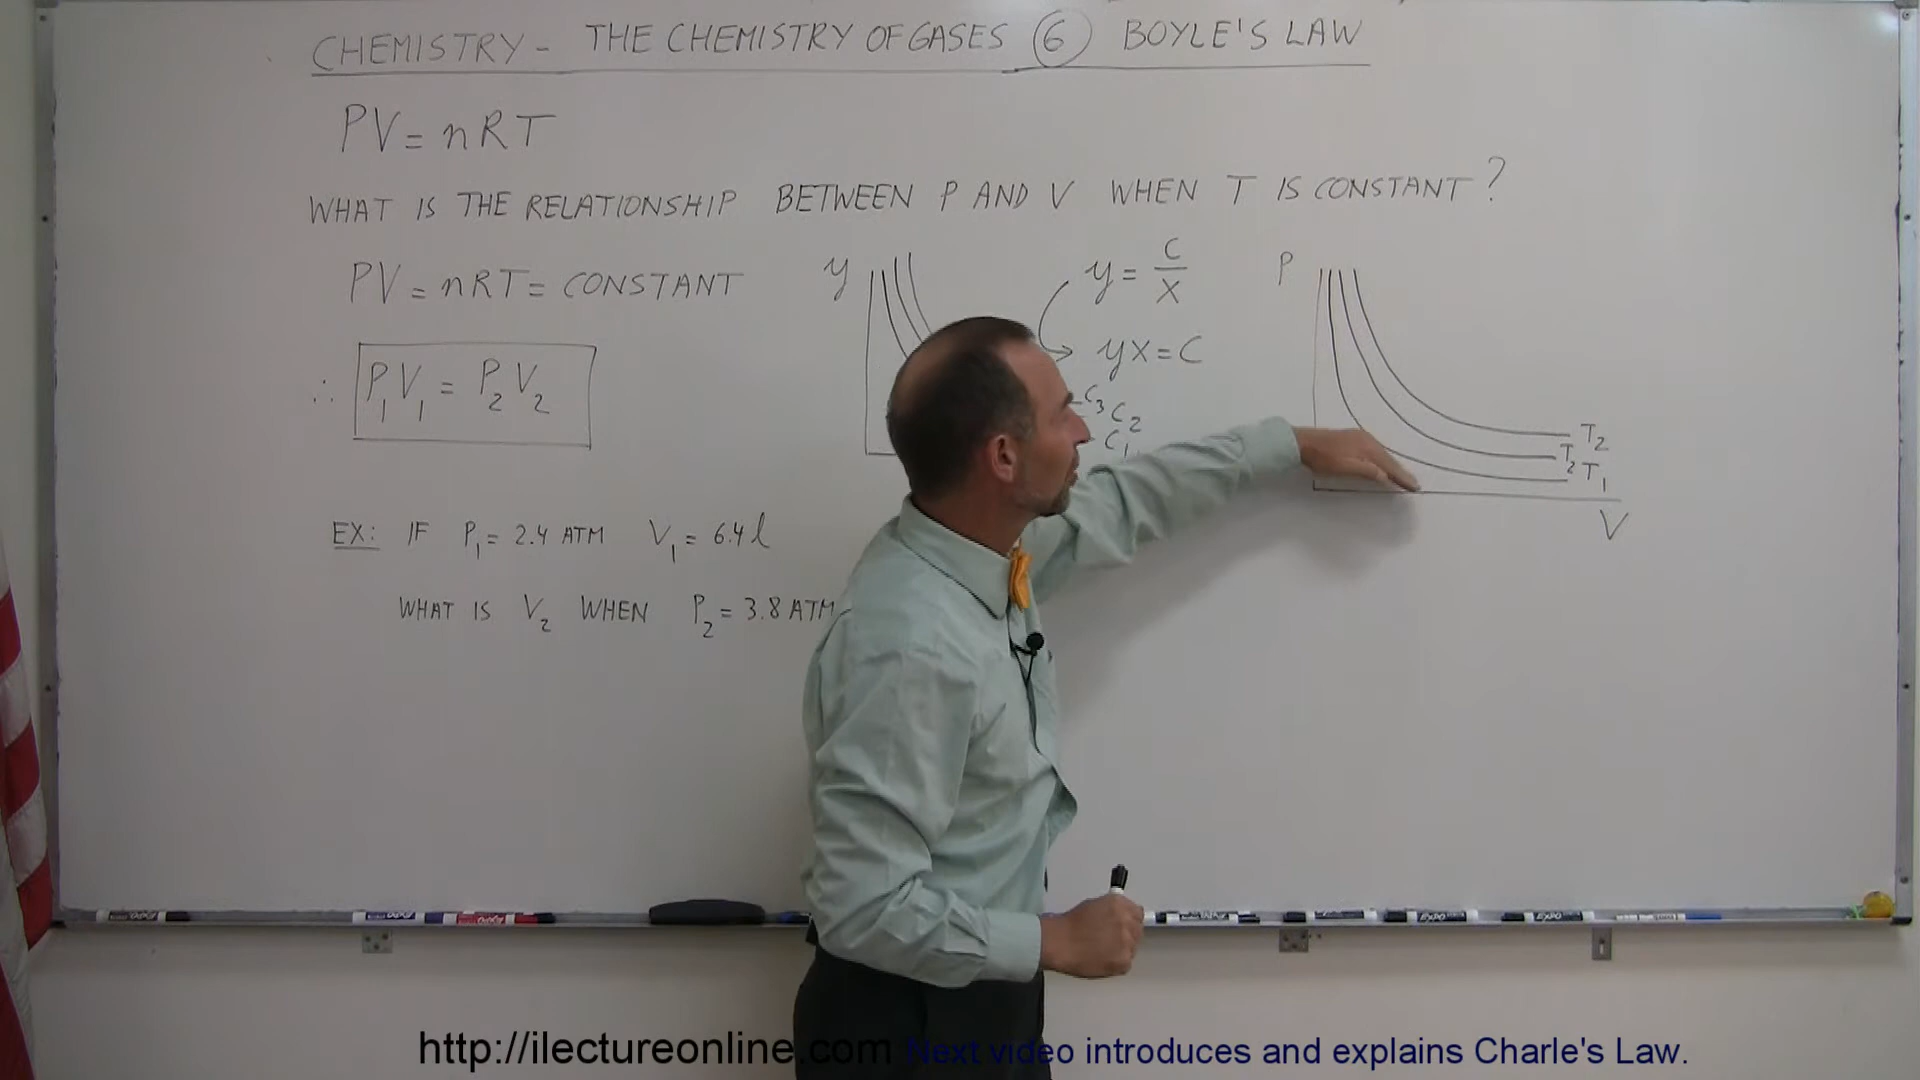 CHEMISTRY - THE CHEMISTRY OF GASES 6 BOYLE'S LAW
PV = nRT
WHAT IS THE RELATIONSHIP BETWEEN P AND V WHEN T IS CONSTANT?
PV = nRT = CONSTANT
∴ P₁V₁ = P₂V₂
y
y = C/X
yX = C
C₃
C₂
C₁
P
T₂
T₂
T₁
V
EX: IF P₁ = 2.4 ATM V₁ = 6.4 l
WHAT IS V₂ WHEN P₂ = 3.8 ATM
EXPO
EXPO
http://ilectureonline.com Next video introduces and explains Charle's Law.